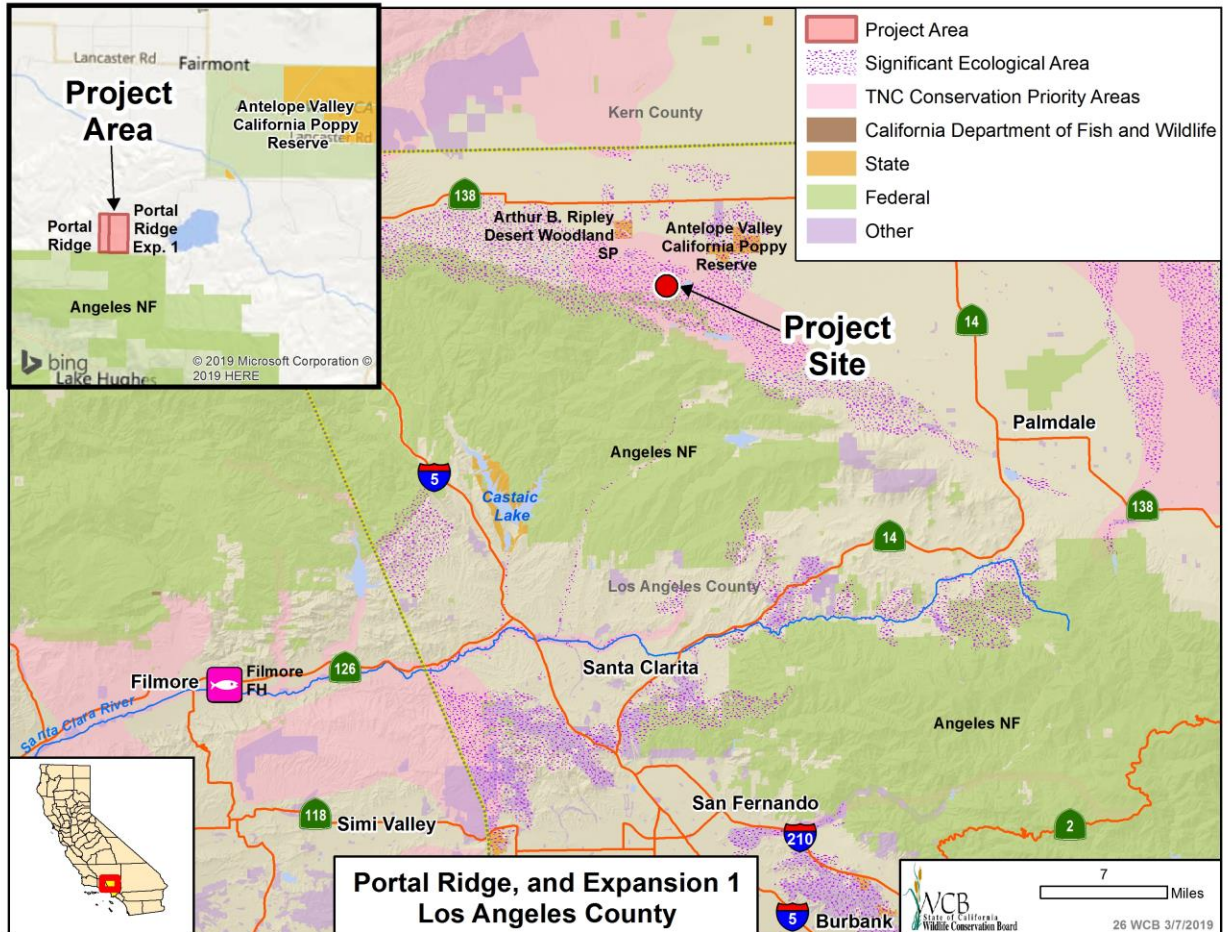 Lancaster Rd
Fairmont
Project
Area
Antelope Valley
California Poppy
Reserve
Lancaster Rd
CA
Portal
Ridge
Portal
Ridge
Exp. 1
Angeles NF
bing
Lake Hughes
© 2019 Microsoft Corporation ©
2019 HERE
Project Area
Significant Ecological Area
TNC Conservation Priority Areas
California Department of Fish and Wildlife
State
Federal
Other
Kern County
138
Arthur B. Ripley
Desert Woodland
SP
Antelope Valley
California Poppy
Reserve
Project
Site
14
Palmdale
Angeles NF
5
Castaic
Lake
138
14
Los Angeles County
Santa Clarita
Filmore
Filmore
FH
126
Santa Clara River
Angeles NF
118
Simi Valley
San Fernando
210
2
5
Burbank
Portal Ridge, and Expansion 1
Los Angeles County
WCB
State of California
Wildlife Conservation Board
7
Miles
26 WCB 3/7/2019